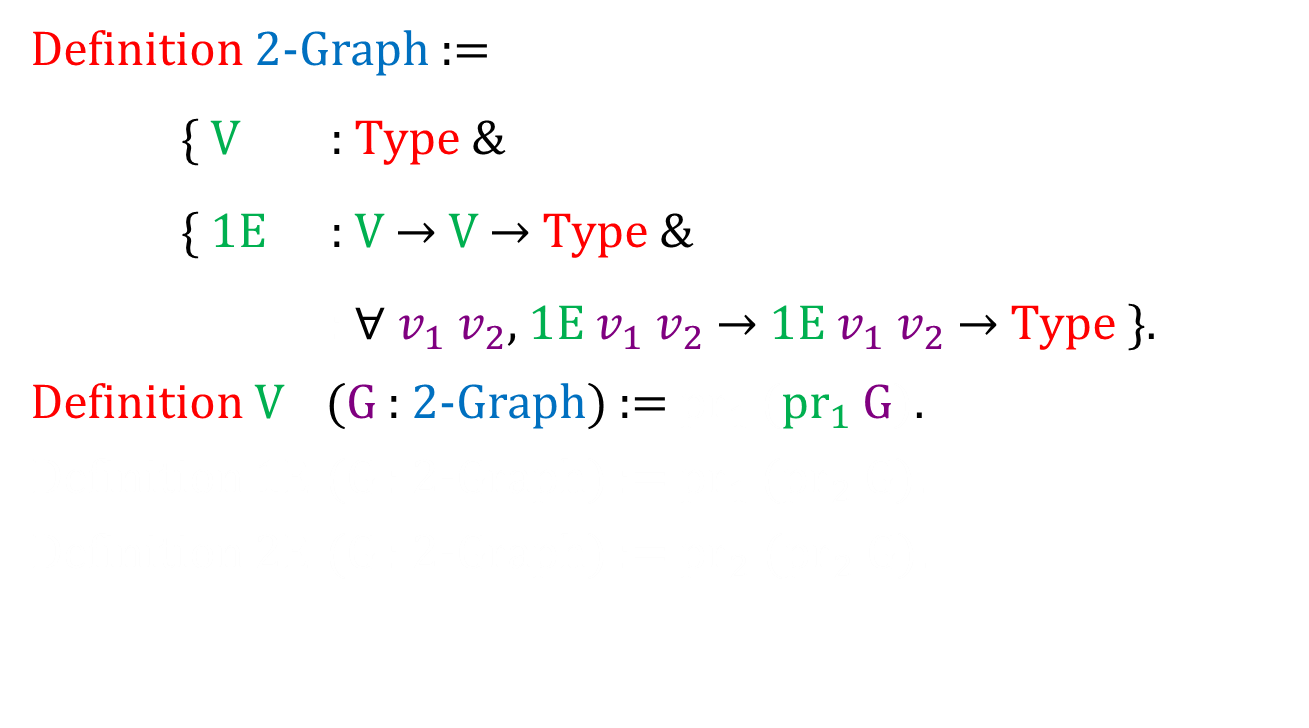 Definition 2-Graph :=
{ V : Type &
{ 1E : V → V → Type &
∀ v₁ v₂, 1E v₁ v₂ → 1E v₁ v₂ → Type }.
Definition V (G : 2-Graph) := pr₁ G .